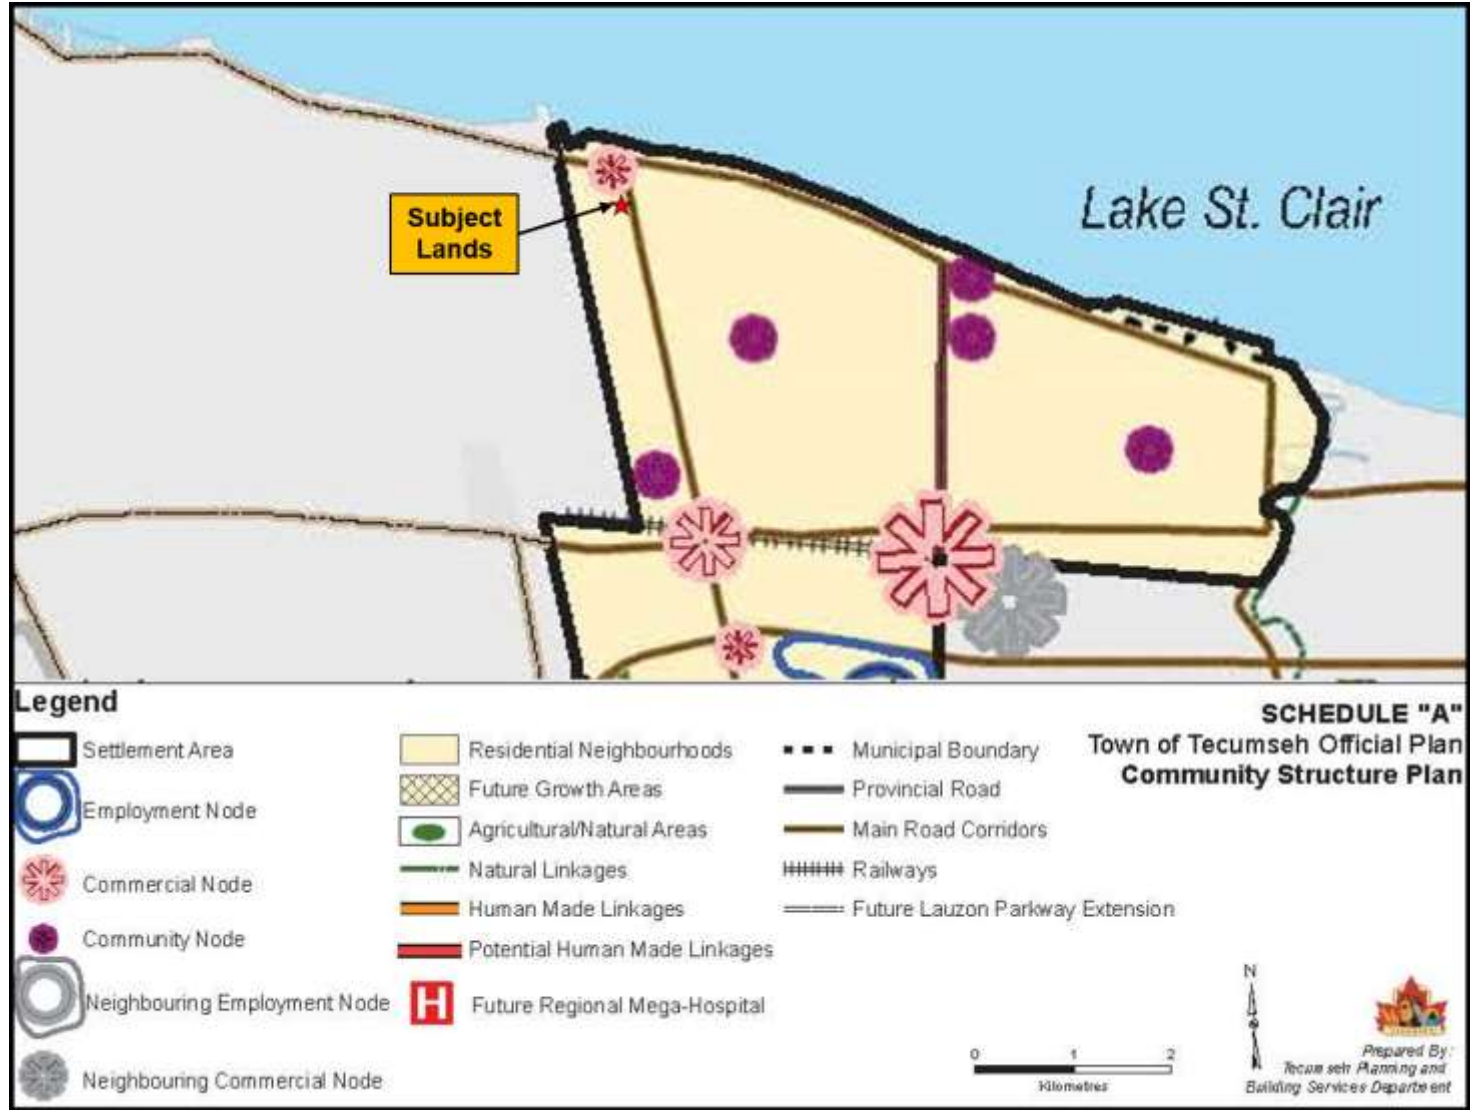 Lake St. Clair
Subject
Lands
Legend
Settlement Area
Employment Node
Commercial Node
Community Node
Neighbouring Employment Node
Neighbouring Commercial Node
Residential Neighbourhoods
Future Growth Areas
Agricultural/Natural Areas
Natural Linkages
Human Made Linkages
Potential Human Made Linkages
H Future Regional Mega-Hospital
Municipal Boundary
Provincial Road
Main Road Corridors
Railways
Future Lauzon Parkway Extension
SCHEDULE "A"
Town of Tecumseh Official Plan
Community Structure Plan
0 1 2
Kilometres
N
Prepared By:
Tecumseh Planning and
Building Services Department